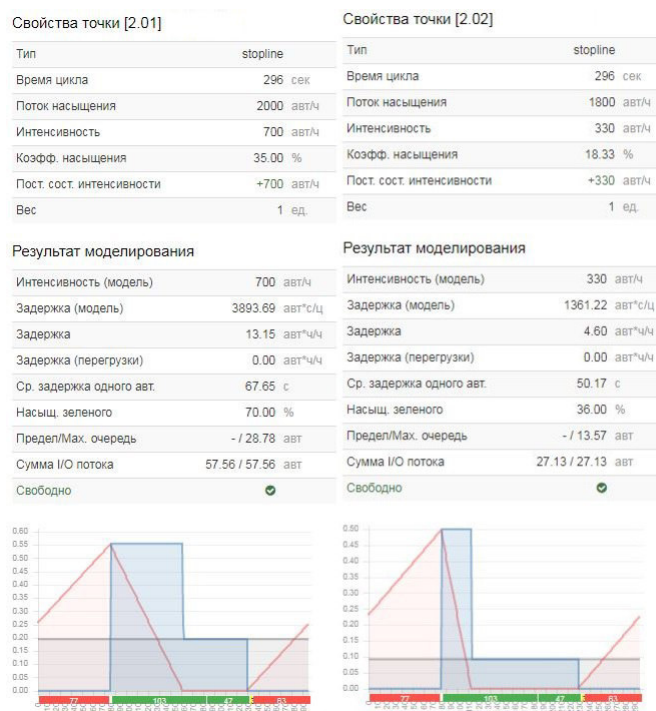 Свойства точки [2.01]
Тип stopline
Время цикла 296 сек
Поток насыщения 2000 авт/ч
Интенсивность 700 авт/ч
Коэфф. насыщения 35.00 %
Пост. сост. интенсивности +700 авт/ч
Вес 1 ед.
Результат моделирования
Интенсивность (модель) 700 авт/ч
Задержка (модель) 3893.69 авт*с/ц
Задержка 13.15 авт*ч/ч
Задержка (перегрузки) 0.00 авт*ч/ч
Ср. задержка одного авт. 67.65 с
Насыщ. зеленого 70.00 %
Предел/Мах. очередь - / 28.78 авт
Сумма I/O потока 57.56 / 57.56 авт
Свободно
0.60
0.55
0.50
0.45
0.40
0.35
0.30
0.25
0.20
0.15
0.10
0.05
0.00
77 103 47 63
Свойства точки [2.02]
Тип stopline
Время цикла 296 сек
Поток насыщения 1800 авт/ч
Интенсивность 330 авт/ч
Коэфф. насыщения 18.33 %
Пост. сост. интенсивности +330 авт/ч
Вес 1 ед.
Результат моделирования
Интенсивность (модель) 330 авт/ч
Задержка (модель) 1361.22 авт*с/ц
Задержка 4.60 авт*ч/ч
Задержка (перегрузки) 0.00 авт*ч/ч
Ср. задержка одного авт. 50.17 с
Насыщ. зеленого 36.00 %
Предел/Мах. очередь - / 13.57 авт
Сумма I/O потока 27.13 / 27.13 авт
Свободно
0.50
0.45
0.40
0.35
0.30
0.25
0.20
0.15
0.10
0.05
0.00
77 103 47 63